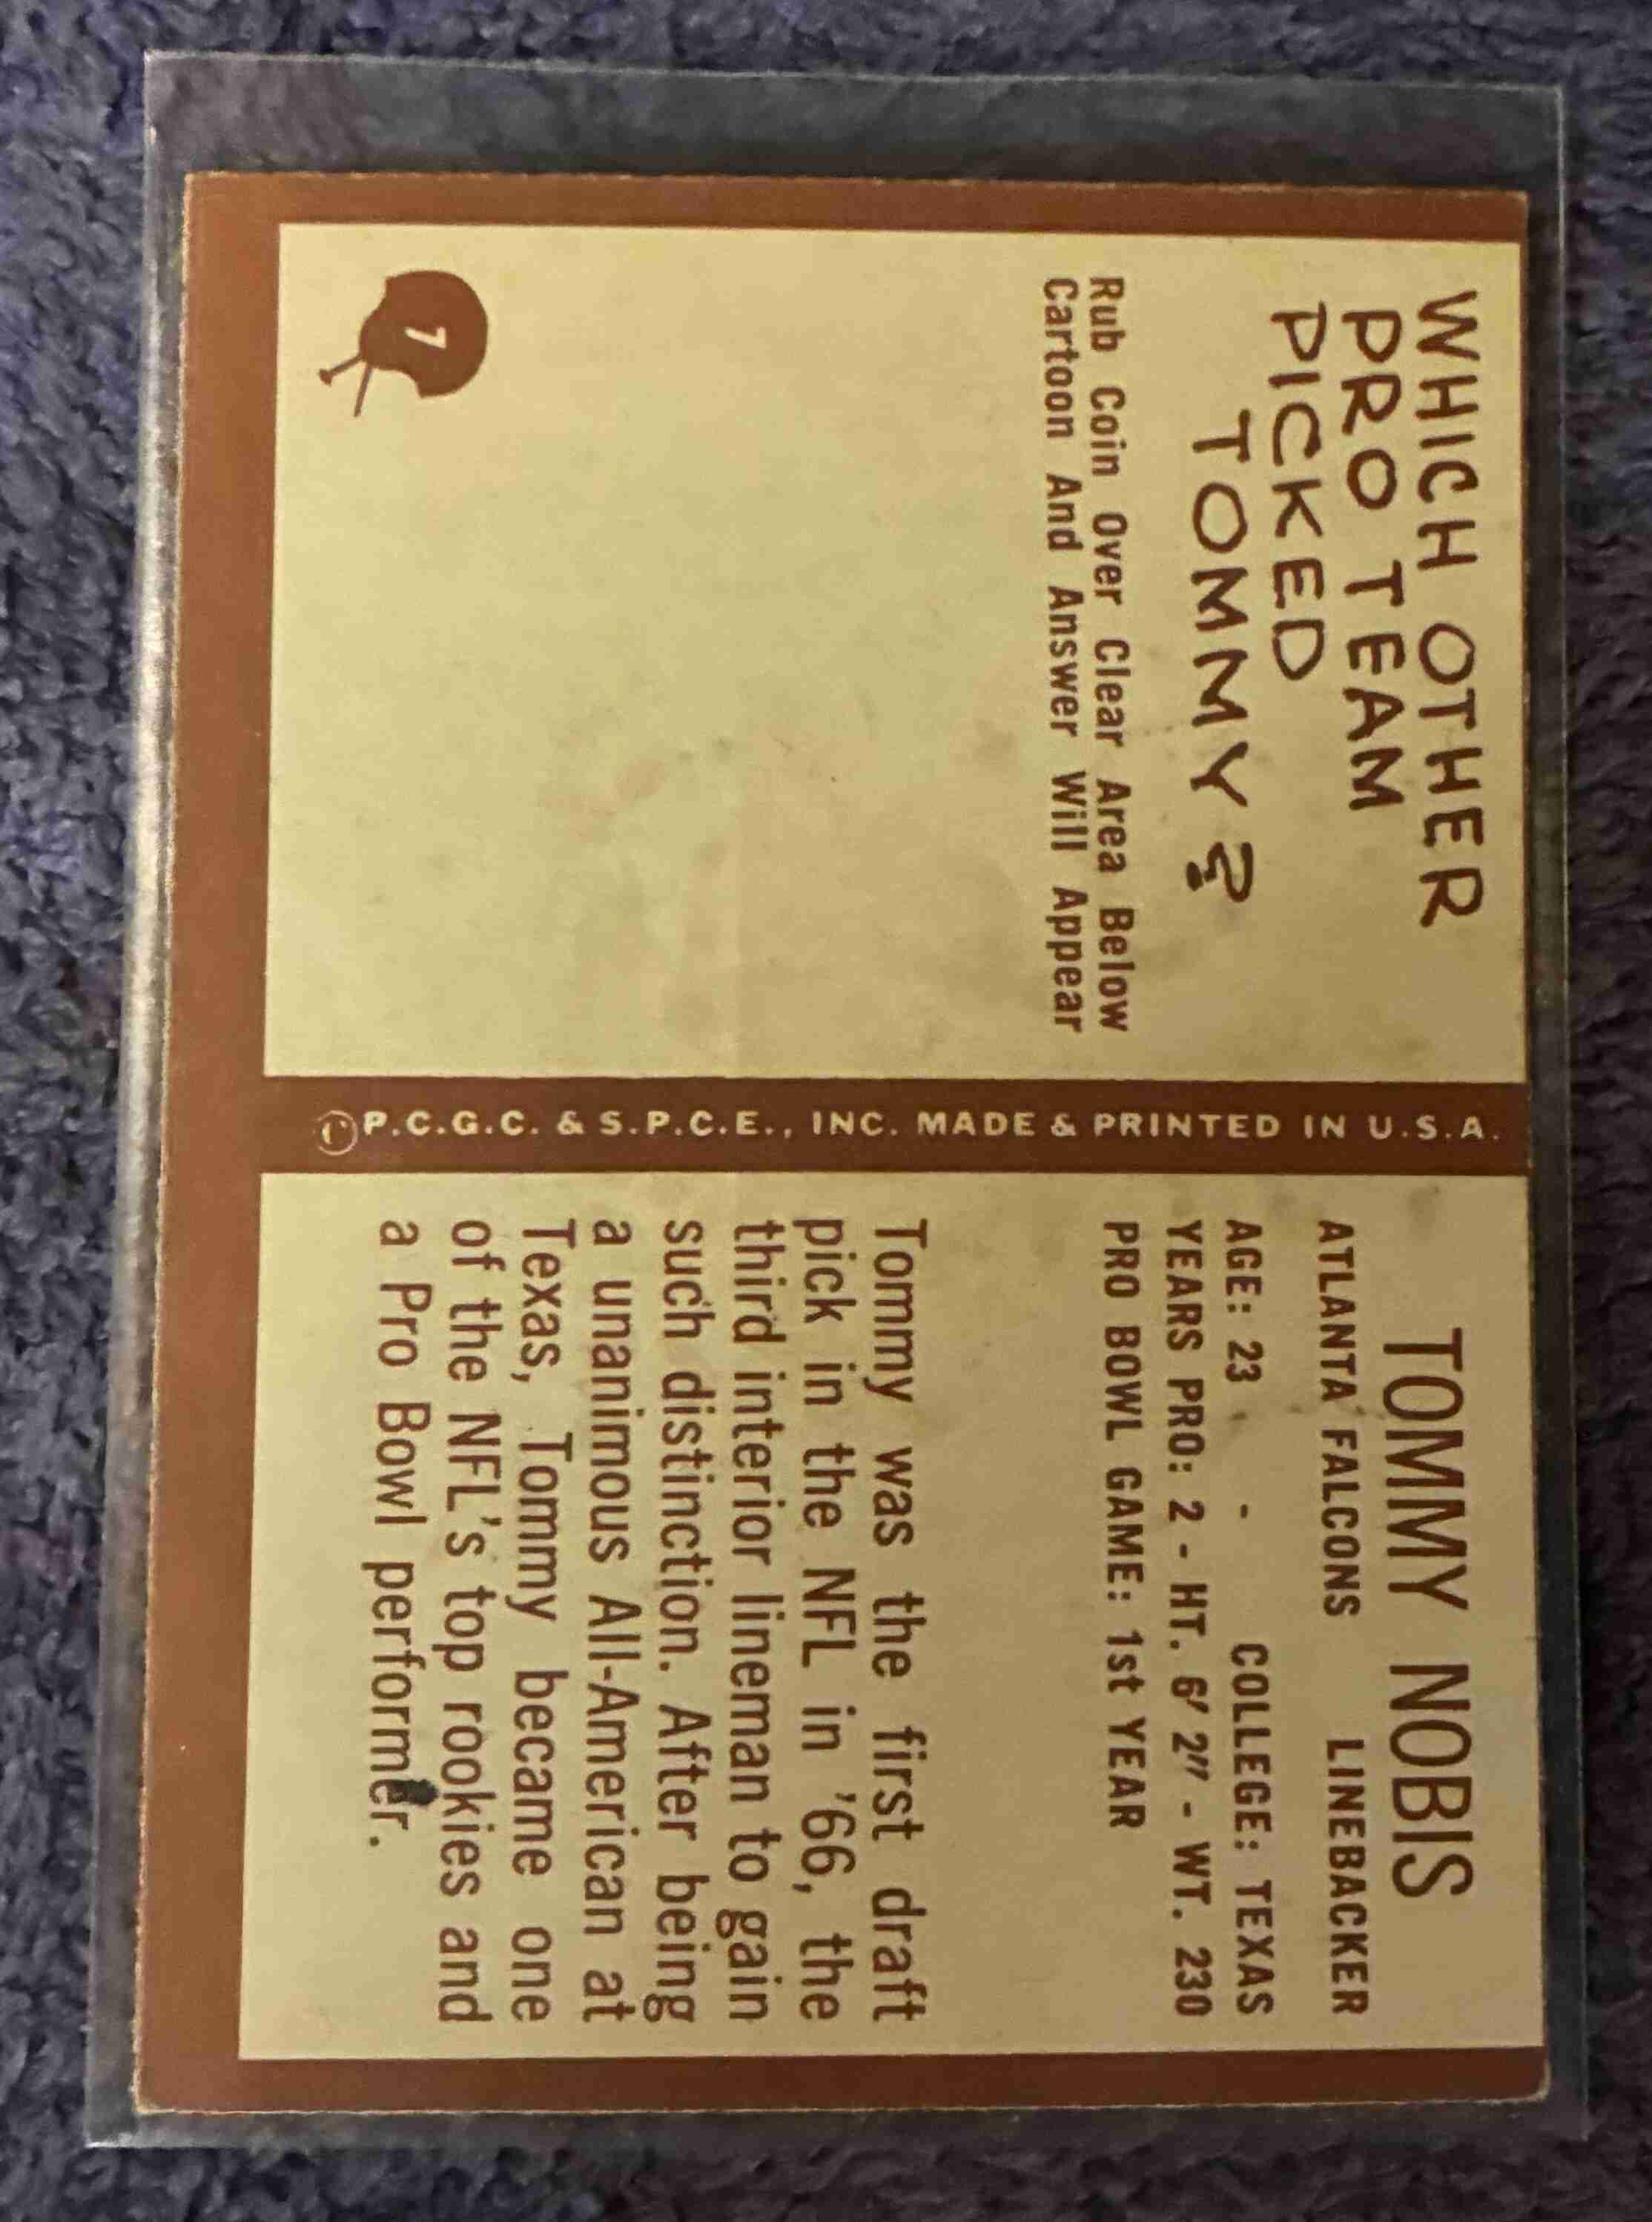 WHICH OTHER
PRO TEAM
PICKED
TOMMY?
Rub Coin Over Clear Area Below
Cartoon And Answer Will Appear
7
© P.C.G.C. & S.P.C.E., INC. MADE & PRINTED IN U.S.A.
TOMMY NOBIS
ATLANTA FALCONS LINEBACKER
AGE: 23 - COLLEGE: TEXAS
YEARS PRO: 2 - HT. 6' 2" - WT. 230
PRO BOWL GAME: 1st YEAR
Tommy was the first draft
pick in the NFL in '66, the
third interior lineman to gain
such distinction. After being
a unanimous All-American at
Texas, Tommy became one
of the NFL's top rookies and
a Pro Bowl performer.